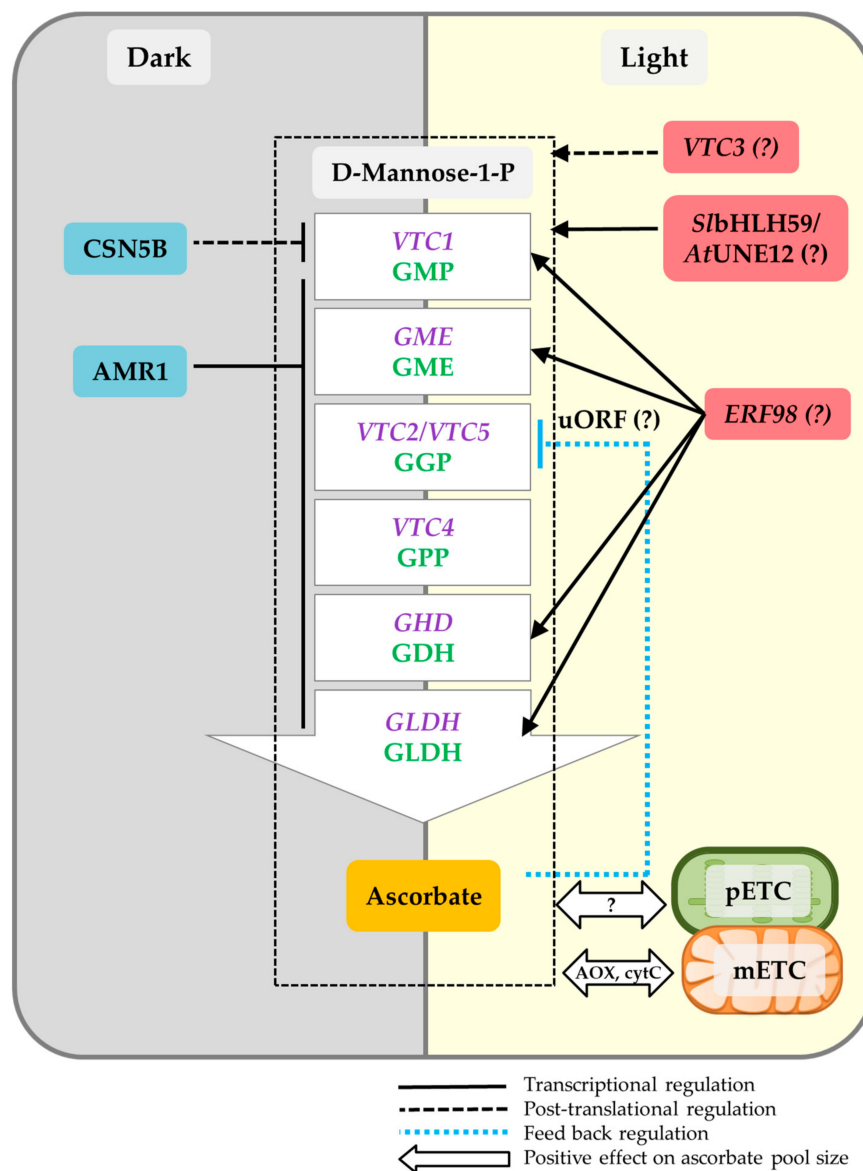 Dark
Light
D-Mannose-1-P
VTC3 (?)
SlbHLH59/
AtUNE12 (?)
CSN5B
VTC1
GMP
AMR1
GME
GME
ERF98 (?)
uORF (?)
VTC2/VTC5
GGP
VTC4
GPP
GHD
GDH
GLDH
GLDH
Ascorbate
?
pETC
AOX, cytC
mETC
Transcriptional regulation
Post-translational regulation
Feed back regulation
Positive effect on ascorbate pool size